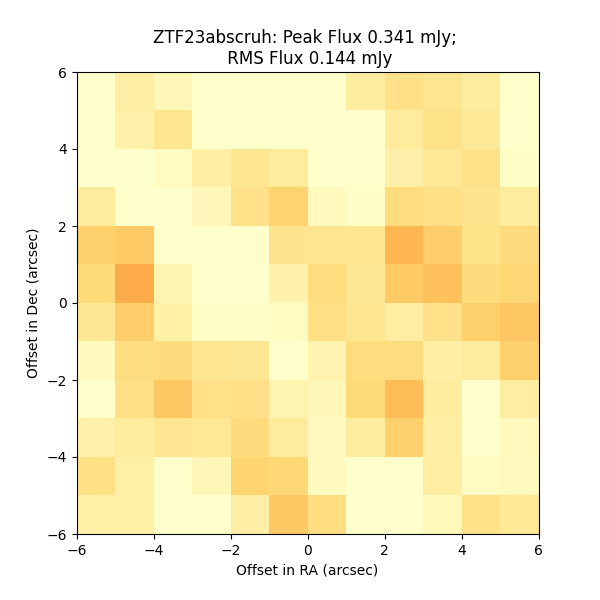 ZTF23abscruh: Peak Flux 0.341 mJy;
RMS Flux 0.144 mJy
6
4
2
0
−2
−4
−6
Offset in Dec (arcsec)
−6 −4 −2 0 2 4 6
Offset in RA (arcsec)